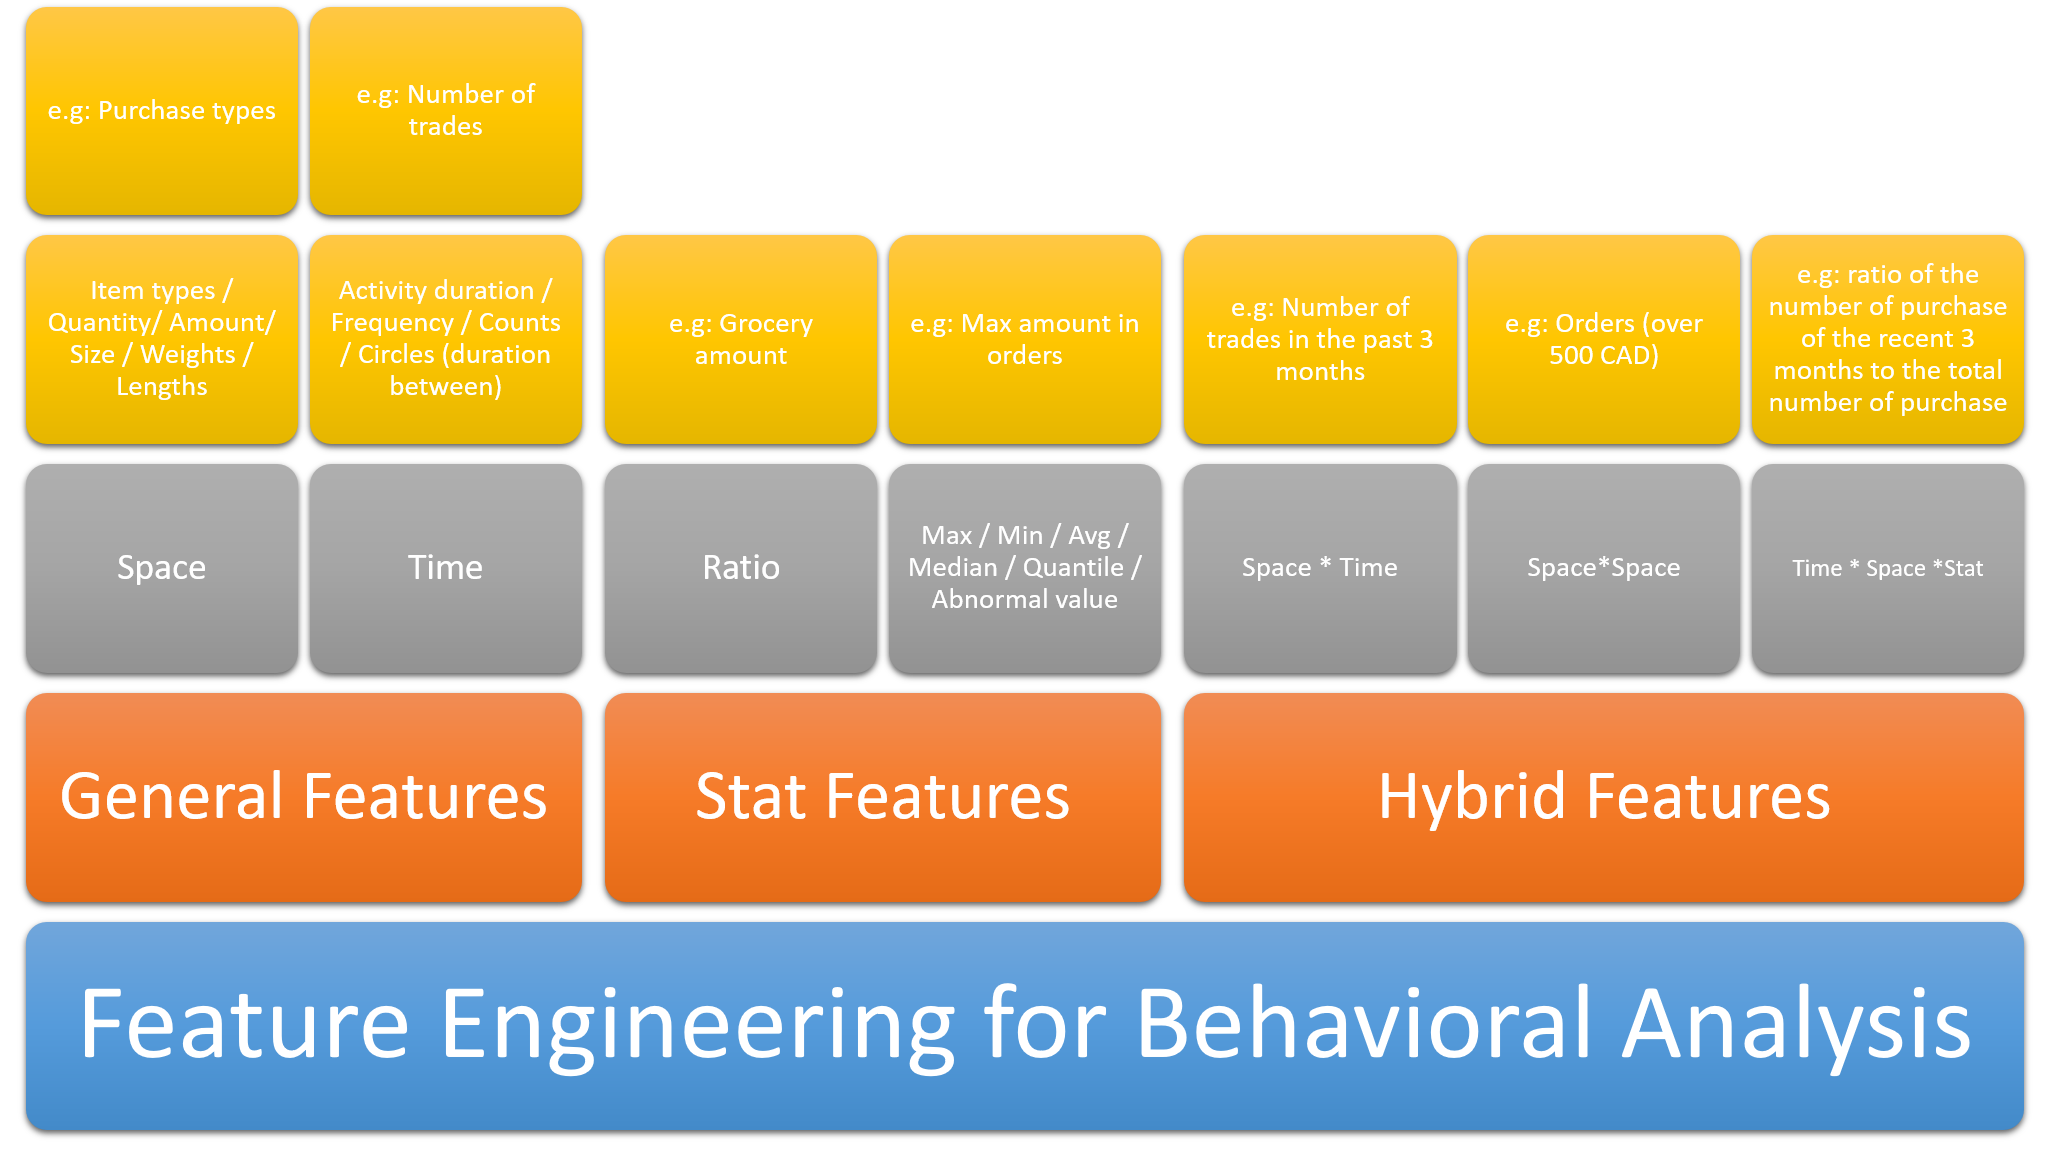 e.g: Purchase types
e.g: Number of
trades
Item types /
Quantity/ Amount/
Size / Weights /
Lengths
Activity duration /
Frequency / Counts
/ Circles (duration
between)
e.g: Grocery
amount
e.g: Max amount in
orders
e.g: Number of
trades in the past 3
months
e.g: Orders (over
500 CAD)
e.g: ratio of the
number of purchase
of the recent 3
months to the total
number of purchase
Space
Time
Ratio
Max / Min / Avg /
Median / Quantile /
Abnormal value
Space * Time
Space*Space
Time * Space *Stat
General Features
Stat Features
Hybrid Features
Feature Engineering for Behavioral Analysis